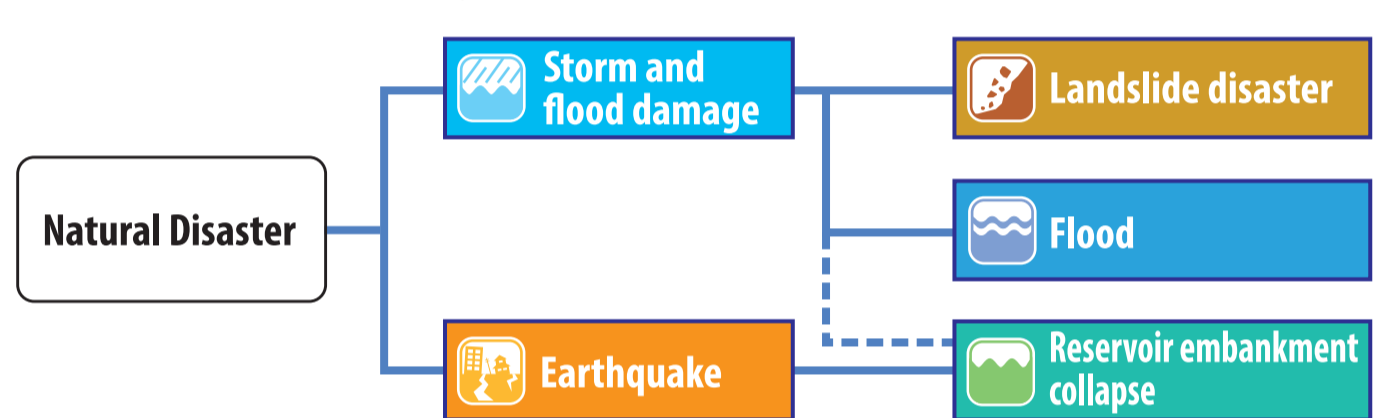 Natural Disaster
Storm and
flood damage
Earthquake
Landslide disaster
Flood
Reservoir embankment
collapse